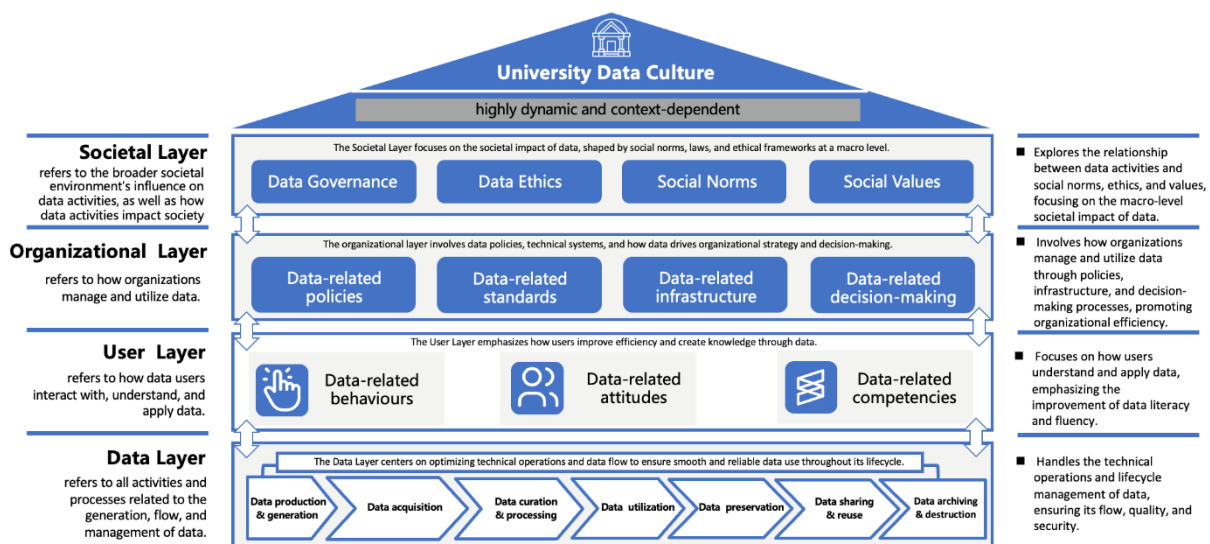 University Data Culture
highly dynamic and context-dependent
Societal Layer
refers to the broader societal
environment's influence on
data activities, as well as how
data activities impact society
The Societal Layer focuses on the societal impact of data, shaped by social norms, laws, and ethical frameworks at a macro level.
Data Governance
Data Ethics
Social Norms
Social Values
■ Explores the relationship
between data activities and
social norms, ethics, and values,
focusing on the macro-level
societal impact of data.
Organizational Layer
refers to how organizations
manage and utilize data.
The organizational layer involves data policies, technical systems, and how data drives organizational strategy and decision-making.
Data-related
policies
Data-related
standards
Data-related
infrastructure
Data-related
decision-making
■ Involves how organizations
manage and utilize data
through policies,
infrastructure, and decision-
making processes, promoting
organizational efficiency.
User Layer
refers to how data users
interact with, understand, and
apply data.
The User Layer emphasizes how users improve efficiency and create knowledge through data.
Data-related
behaviours
Data-related
attitudes
Data-related
competencies
■ Focuses on how users
understand and apply data,
emphasizing the
improvement of data literacy
and fluency.
Data Layer
refers to all activities and
processes related to the
generation, flow, and
management of data.
The Data Layer centers on optimizing technical operations and data flow to ensure smooth and reliable data use throughout its lifecycle.
Data production
& generation
Data acquisition
Data curation
& processing
Data utilization
Data preservation
Data sharing
& reuse
Data archiving
& destruction
■ Handles the technical
operations and lifecycle
management of data,
ensuring its flow, quality, and
security.